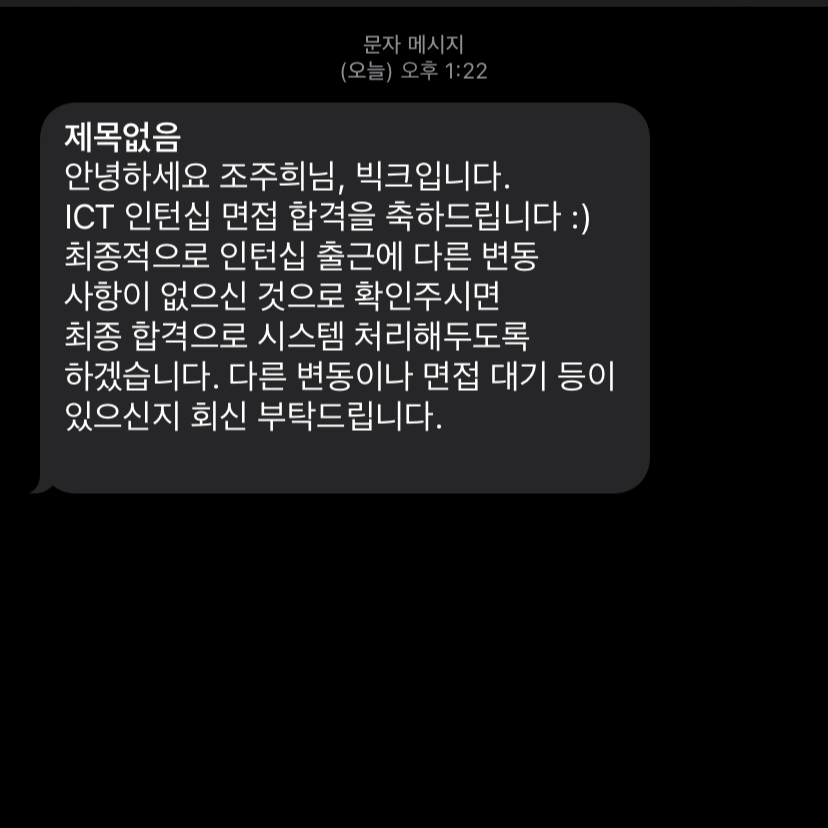 문자 메시지
(오늘) 오후 1:22
제목없음
안녕하세요 조주희님, 빅크입니다.
ICT 인턴십 면접 합격을 축하드립니다 :)
최종적으로 인턴십 출근에 다른 변동
사항이 없으신 것으로 확인주시면
최종 합격으로 시스템 처리해두도록
하겠습니다. 다른 변동이나 면접 대기 등이
있으신지 회신 부탁드립니다.